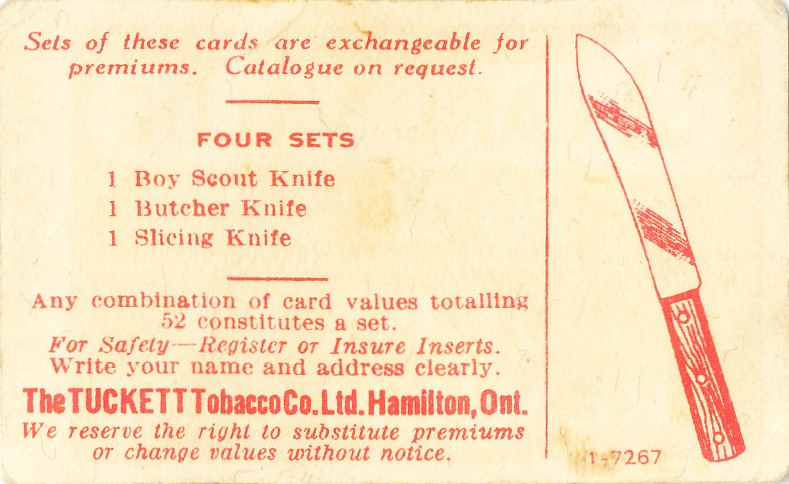 Sets of these cards are exchangeable for
premiums. Catalogue on request.
FOUR SETS
1 Boy Scout Knife
1 Butcher Knife
1 Slicing Knife
Any combination of card values totalling
52 constitutes a set.
For Safety—Register or Insure Inserts.
Write your name and address clearly.
The TUCKETT Tobacco Co. Ltd. Hamilton, Ont.
We reserve the right to substitute premiums
or change values without notice.
1-7267